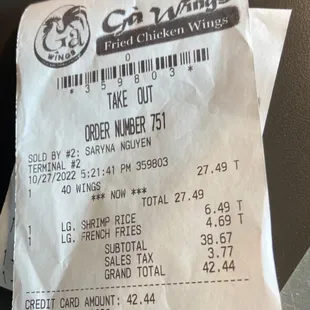 Gà
WINGS
Gà Wings
Fried Chicken Wings
0
*359803*
TAKE OUT
ORDER NUMBER 751
SOLD BY #2: SARYNA NGUYEN
TERMINAL #2
10/27/2022 5:21:41 PM 359803
1 40 WINGS 27.49 T
*** NOW ***
TOTAL 27.49
1 LG. SHRIMP RICE 6.49 T
1 LG. FRENCH FRIES 4.69 T
SUBTOTAL 38.67
SALES TAX 3.77
GRAND TOTAL 42.44
CREDIT CARD AMOUNT: 42.44